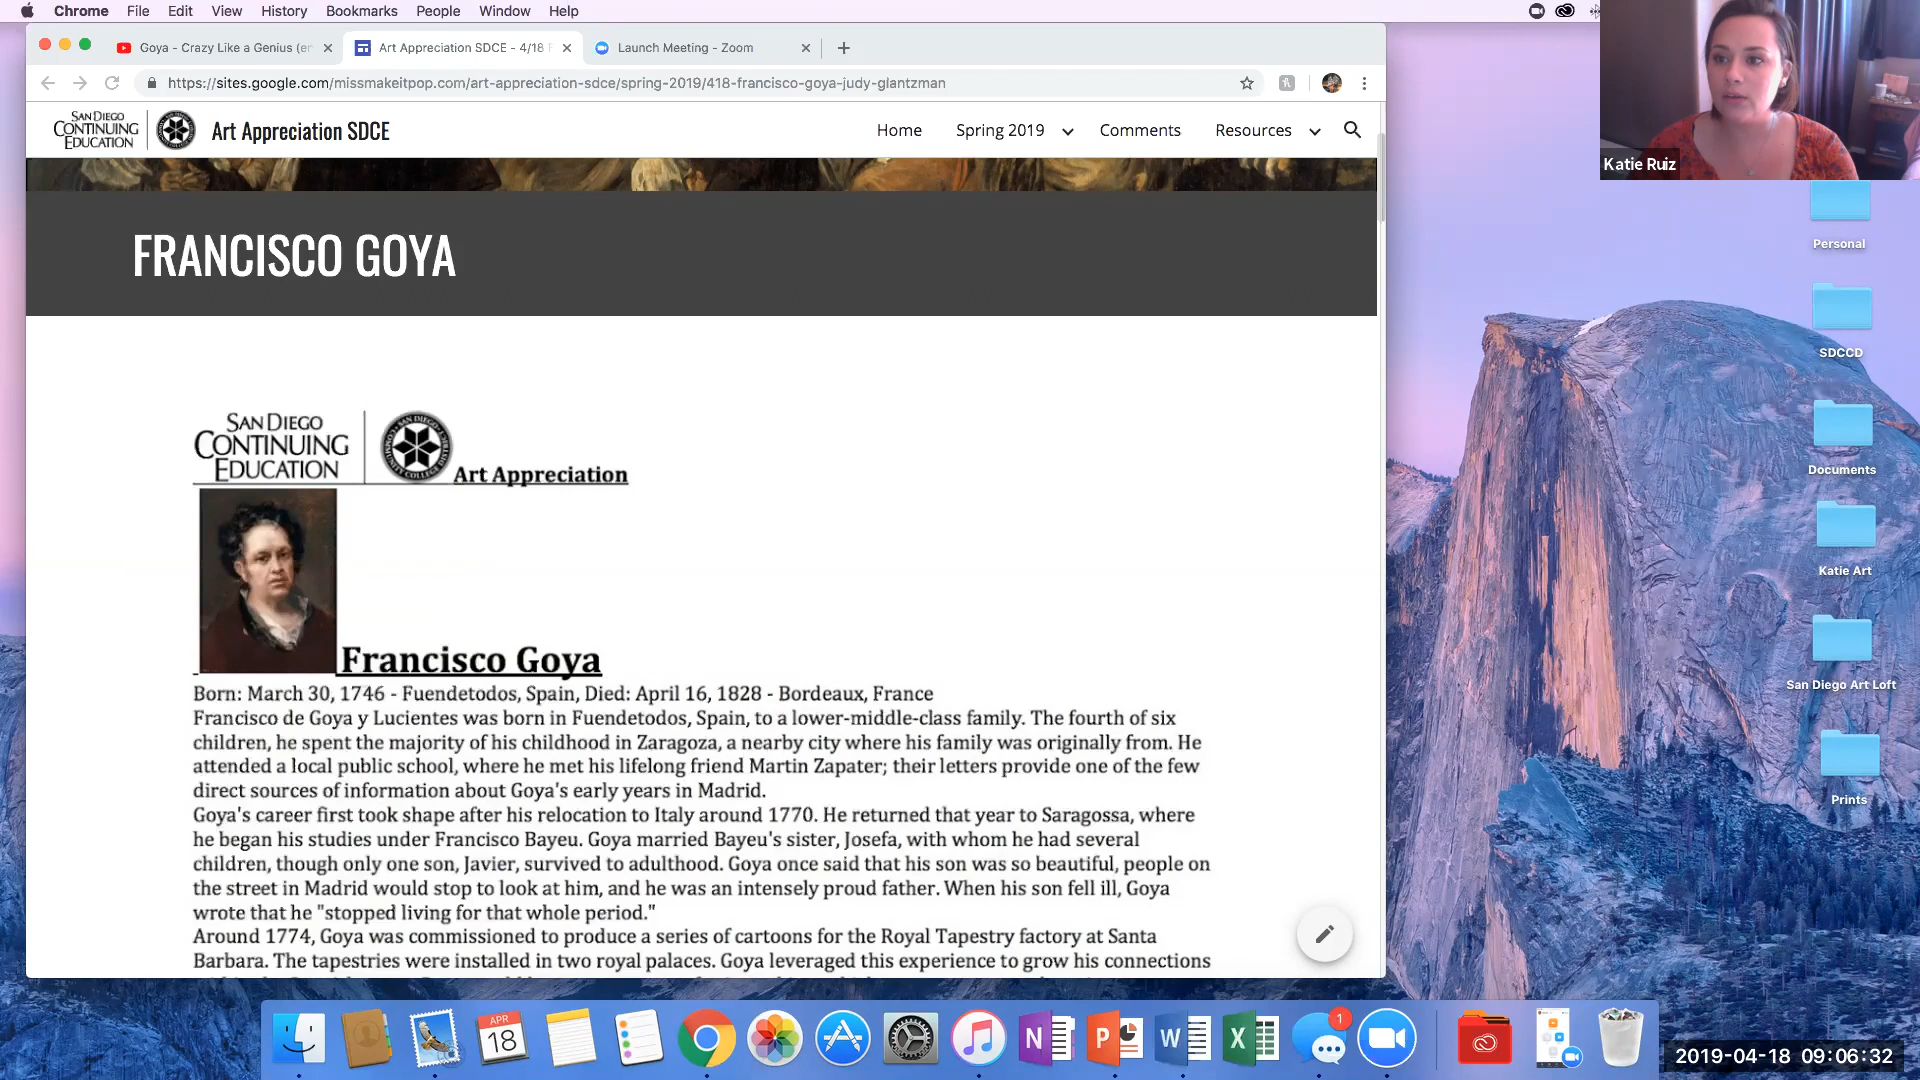 Chrome File Edit View History Bookmarks People Window Help
Goya - Crazy Like a Genius (en
Art Appreciation SDCE - 4/18 F
Launch Meeting - Zoom
https://sites.google.com/missmakeitpop.com/art-appreciation-sdce/spring-2019/418-francisco-goya-judy-glantzman
SAN DIEGO
CONTINUING
EDUCATION
Art Appreciation SDCE
Home Spring 2019 Comments Resources
Katie Ruiz
FRANCISCO GOYA
SAN DIEGO
CONTINUING
EDUCATION
Art Appreciation
Francisco Goya
Born: March 30, 1746 - Fuendetodos, Spain, Died: April 16, 1828 - Bordeaux, France
Francisco de Goya y Lucientes was born in Fuendetodos, Spain, to a lower-middle-class family. The fourth of six
children, he spent the majority of his childhood in Zaragoza, a nearby city where his family was originally from. He
attended a local public school, where he met his lifelong friend Martin Zapater; their letters provide one of the few
direct sources of information about Goya's early years in Madrid.
Goya's career first took shape after his relocation to Italy around 1770. He returned that year to Saragossa, where
he began his studies under Francisco Bayeu. Goya married Bayeu's sister, Josefa, with whom he had several
children, though only one son, Javier, survived to adulthood. Goya once said that his son was so beautiful, people on
the street in Madrid would stop to look at him, and he was an intensely proud father. When his son fell ill, Goya
wrote that he "stopped living for that whole period."
Around 1774, Goya was commissioned to produce a series of cartoons for the Royal Tapestry factory at Santa
Barbara. The tapestries were installed in two royal palaces. Goya leveraged this experience to grow his connections
Personal
SDCCD
Documents
Katie Art
San Diego Art Loft
Prints
APR
18
N
P
W
X
1
2019-04-18 09:06:32